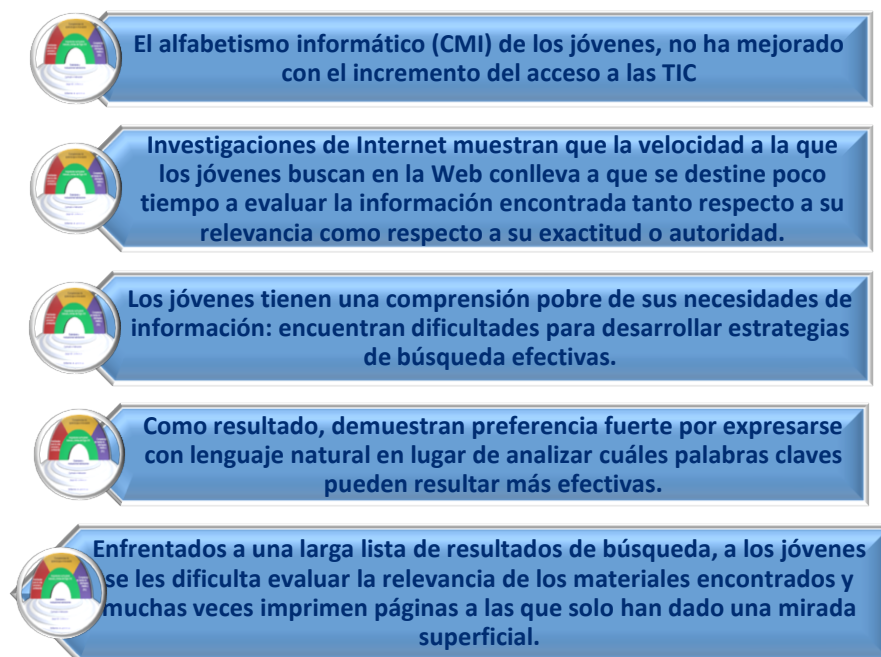 El alfabetismo informático (CMI) de los jóvenes, no ha mejorado
con el incremento del acceso a las TIC
Investigaciones de Internet muestran que la velocidad a la que
los jóvenes buscan en la Web conlleva a que se destine poco
tiempo a evaluar la información encontrada tanto respecto a su
relevancia como respecto a su exactitud o autoridad.
Los jóvenes tienen una comprensión pobre de sus necesidades de
información: encuentran dificultades para desarrollar estrategias
de búsqueda efectivas.
Como resultado, demuestran preferencia fuerte por expresarse
con lenguaje natural en lugar de analizar cuáles palabras claves
pueden resultar más efectivas.
Enfrentados a una larga lista de resultados de búsqueda, a los jóvenes
se les dificulta evaluar la relevancia de los materiales encontrados y
muchas veces imprimen páginas a las que solo han dado una mirada
superficial.